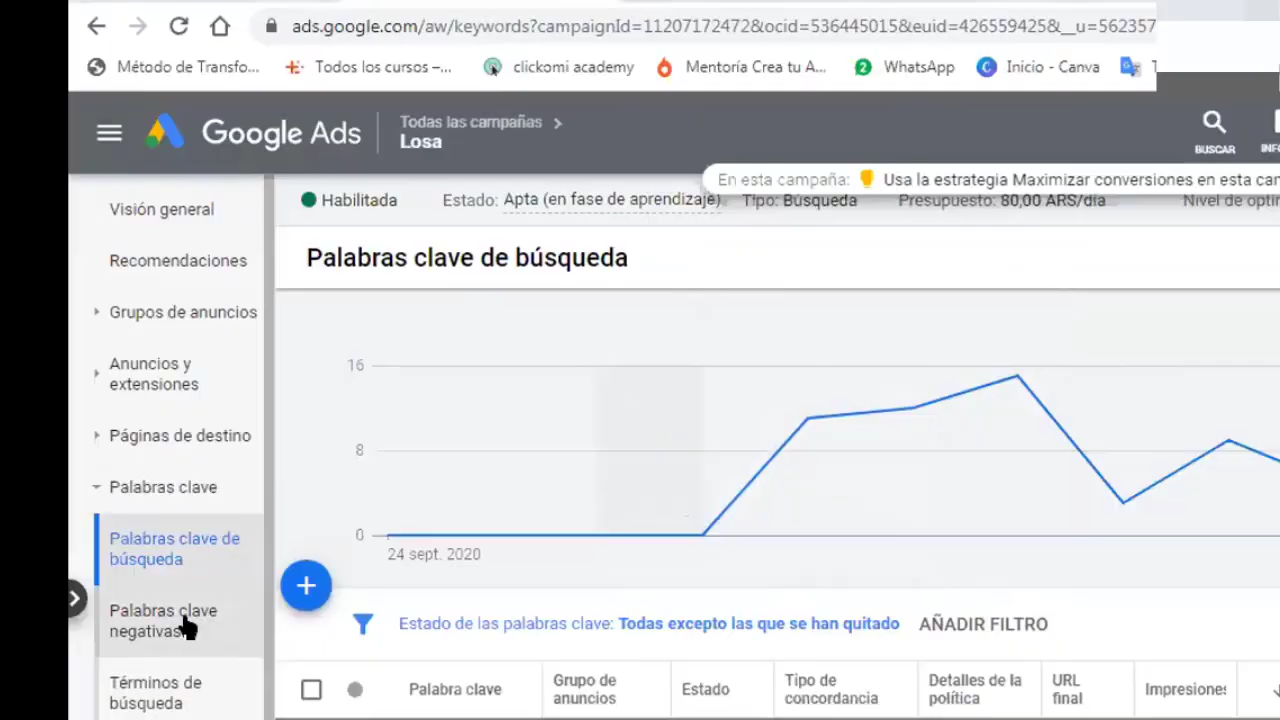 ads.google.com/aw/keywords?campaignId=11207172472&ocid=536445015&euid=426559425&__u=562357
Método de Transfo... Todos los cursos –... clickomi academy Mentoría Crea tu A... 2 WhatsApp Inicio - Canva
Google Ads
Todas las campañas
Losa
BUSCAR
En esta campaña: Usa la estrategia Maximizar conversiones en esta
Habilitada Estado: Apta (en fase de aprendizaje) Tipo: Búsqueda Presupuesto: 80,00 ARS/día Nivel de
Visión general
Recomendaciones
Grupos de anuncios
Anuncios y
extensiones
Páginas de destino
Palabras clave
Palabras clave de
búsqueda
Palabras clave
negativas
Términos de
búsqueda
Palabras clave de búsqueda
16
8
0
24 sept. 2020
+
Estado de las palabras clave: Todas excepto las que se han quitado AÑADIR FILTRO
Palabra clave
Grupo de
anuncios
Estado
Tipo de
concordancia
Detalles de la
política
URL
final
Impresiones